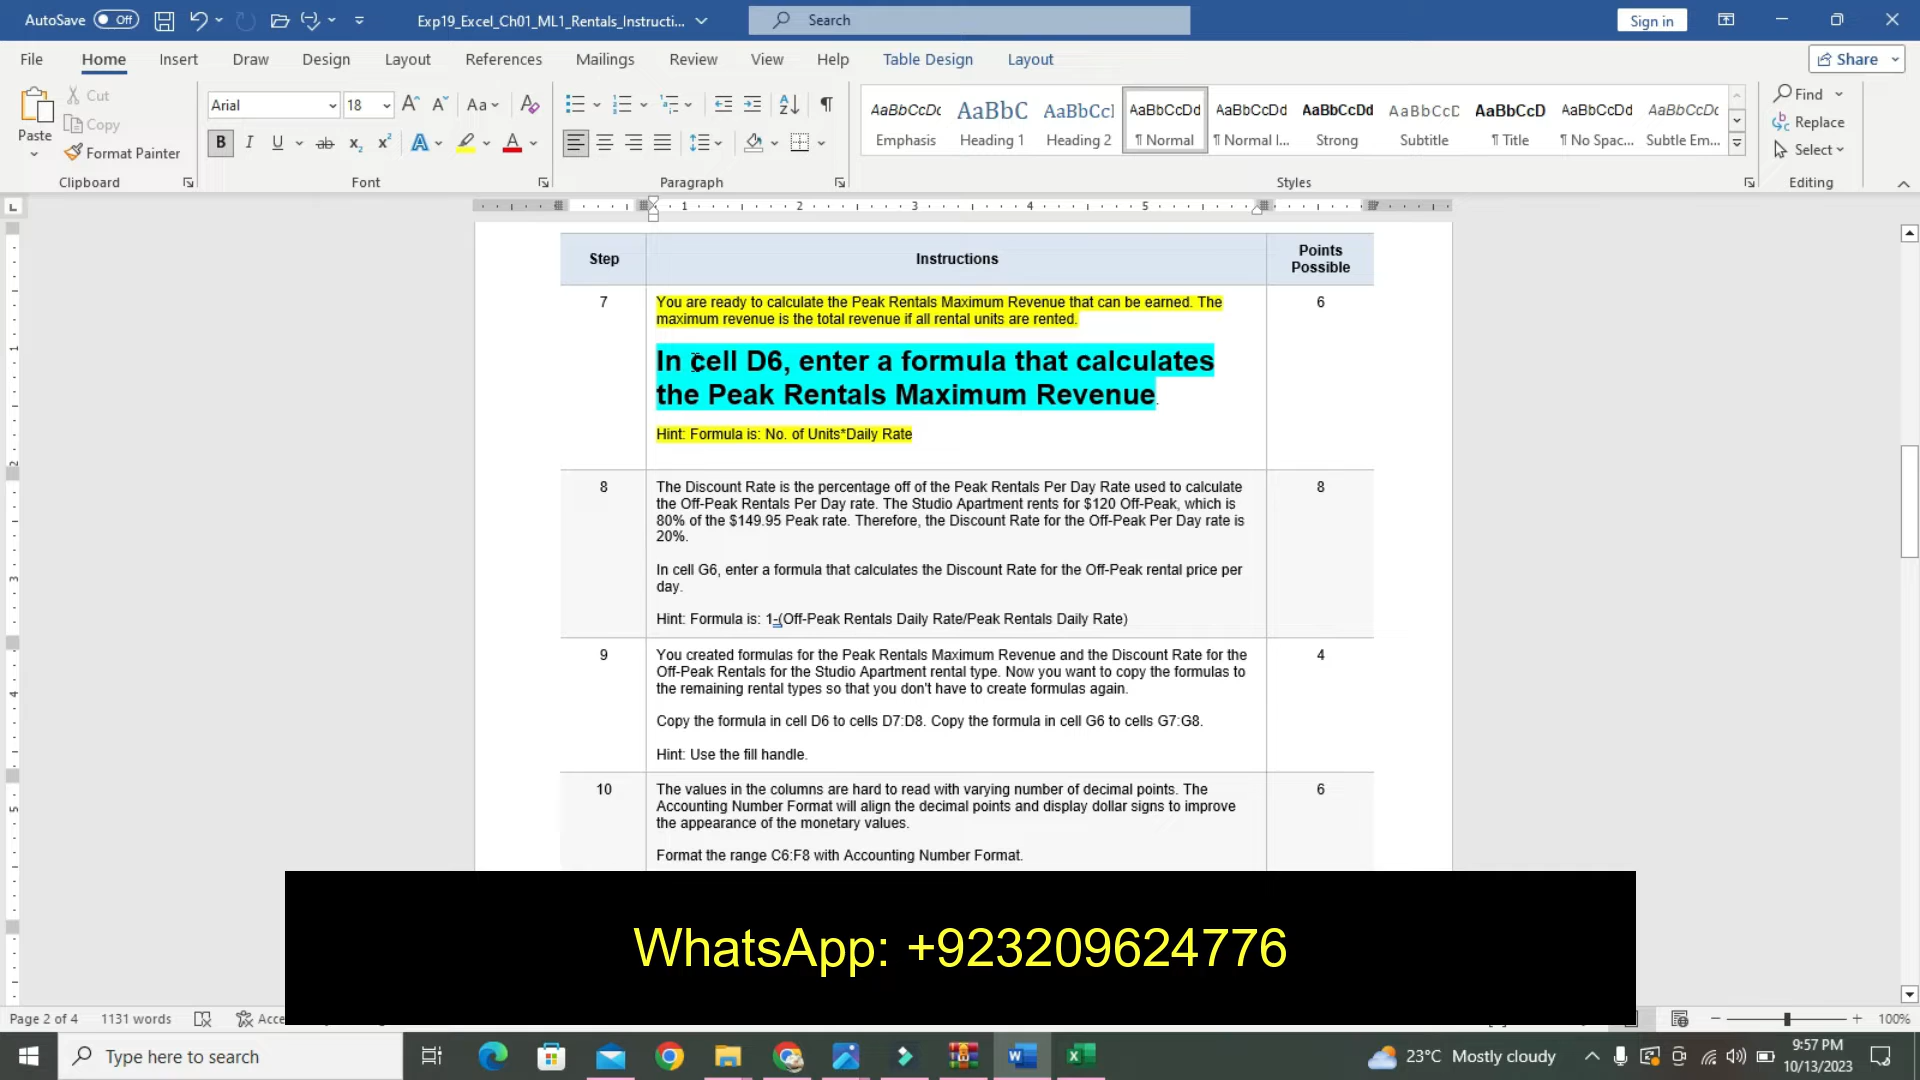 AutoSave Off Exp19_Excel_Ch01_ML1_Rentals_Instructi... Search Sign in
File Home Insert Draw Design Layout References Mailings Review View Help Table Design Layout Share
Paste Cut Copy Format Painter Clipboard
Arial 18 Font
Paragraph
AaBbCcDc Emphasis
AaBbC Heading 1
AaBbCcI Heading 2
AaBbCcDd ¶ Normal
AaBbCcDd ¶ Normal I...
AaBbCcDd Strong
AaBbCcD Subtitle
AaBbCcD ¶ Title
AaBbCcDd ¶ No Spac...
AaBbCcDc Subtle Em...
Styles
Find Replace Select Editing
1 2 3 4 5
Step Instructions Points Possible
7 You are ready to calculate the Peak Rentals Maximum Revenue that can be earned. The 6
maximum revenue is the total revenue if all rental units are rented.
In cell D6, enter a formula that calculates
the Peak Rentals Maximum Revenue.
Hint: Formula is: No. of Units*Daily Rate
8 The Discount Rate is the percentage off of the Peak Rentals Per Day Rate used to calculate 8
the Off-Peak Rentals Per Day rate. The Studio Apartment rents for $120 Off-Peak, which is
80% of the $149.95 Peak rate. Therefore, the Discount Rate for the Off-Peak Per Day rate is
20%.
In cell G6, enter a formula that calculates the Discount Rate for the Off-Peak rental price per
day.
Hint: Formula is: 1-(Off-Peak Rentals Daily Rate/Peak Rentals Daily Rate)
9 You created formulas for the Peak Rentals Maximum Revenue and the Discount Rate for the 4
Off-Peak Rentals for the Studio Apartment rental type. Now you want to copy the formulas to
the remaining rental types so that you don't have to create formulas again.
Copy the formula in cell D6 to cells D7:D8. Copy the formula in cell G6 to cells G7:G8.
Hint: Use the fill handle.
10 The values in the columns are hard to read with varying number of decimal points. The 6
Accounting Number Format will align the decimal points and display dollar signs to improve
the appearance of the monetary values.
Format the range C6:F8 with Accounting Number Format.
WhatsApp: +923209624776
Page 2 of 4 1131 words Acce 100%
Type here to search 23°C Mostly cloudy 9:57 PM
10/13/2023